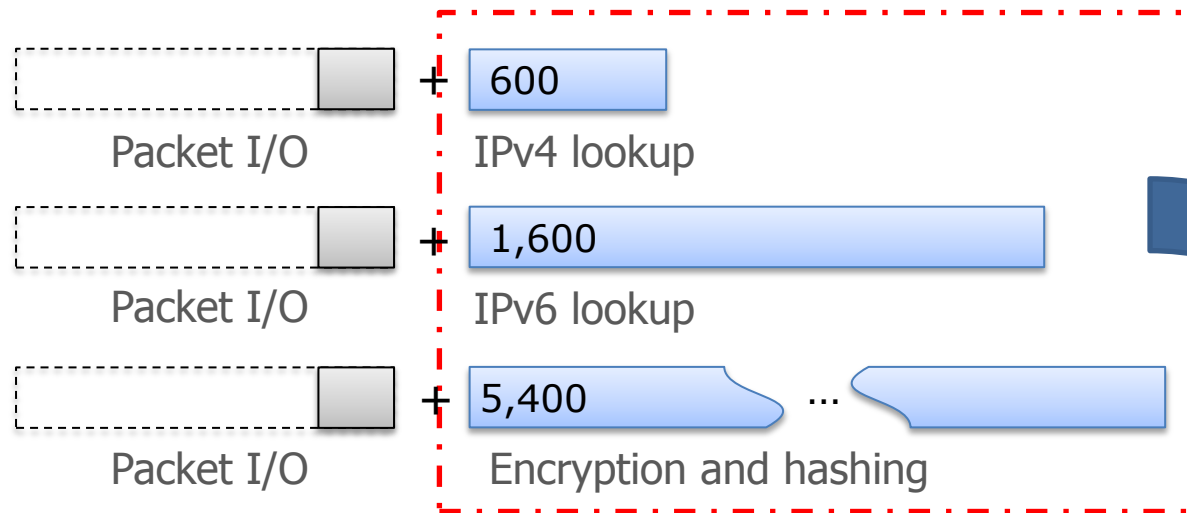 + 600
Packet I/O IPv4 lookup
+ 1,600
Packet I/O IPv6 lookup
+ 5,400 ...
Packet I/O Encryption and hashing